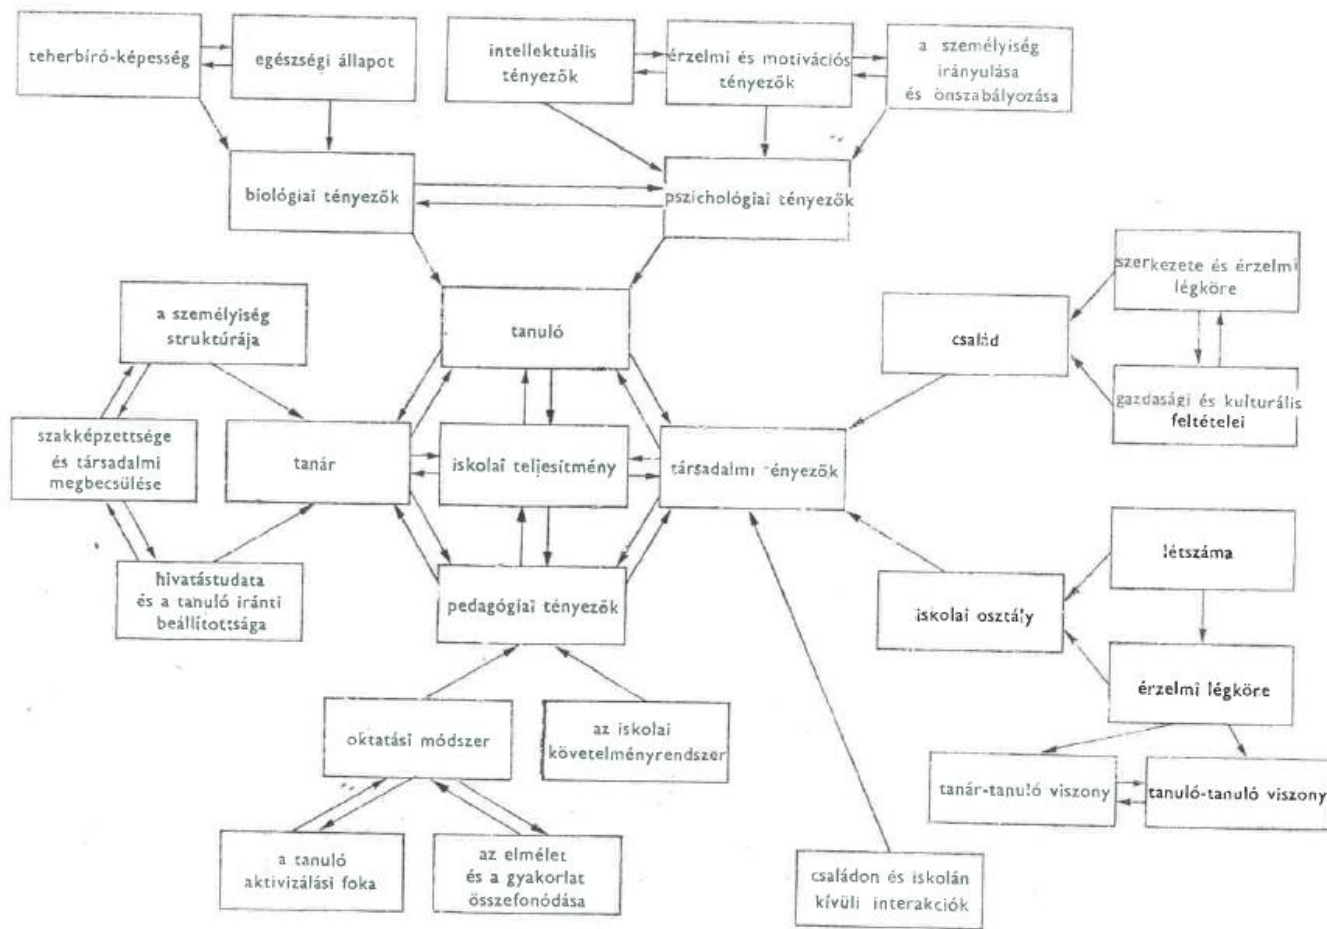 teherbíró-képesség
egészségi állapot
intellektuális
tényezők
érzelmi és motivációs
tényezők
a személyiség
irányulása
és önszabályozása
biológiai tényezők
pszichológiai tényezők
a személyiség
struktúrája
tanuló
család
szerkezete és érzelmi
légköre
gazdasági és kulturális
feltételei
szakképzettsége
és társadalmi
megbecsülése
tanár
iskolai teljesítmény
társadalmi tényezők
hivatástudata
és a tanuló iránti
beállítottsága
pedagógiai tényezők
iskolai osztály
létszáma
érzelmi légköre
oktatási módszer
az iskolai
követelményrendszer
tanár-tanuló viszony
tanuló-tanuló viszony
a tanuló
aktivizálási foka
az elmélet
és a gyakorlat
összefonódása
családon és iskolán
kívüli interakciók